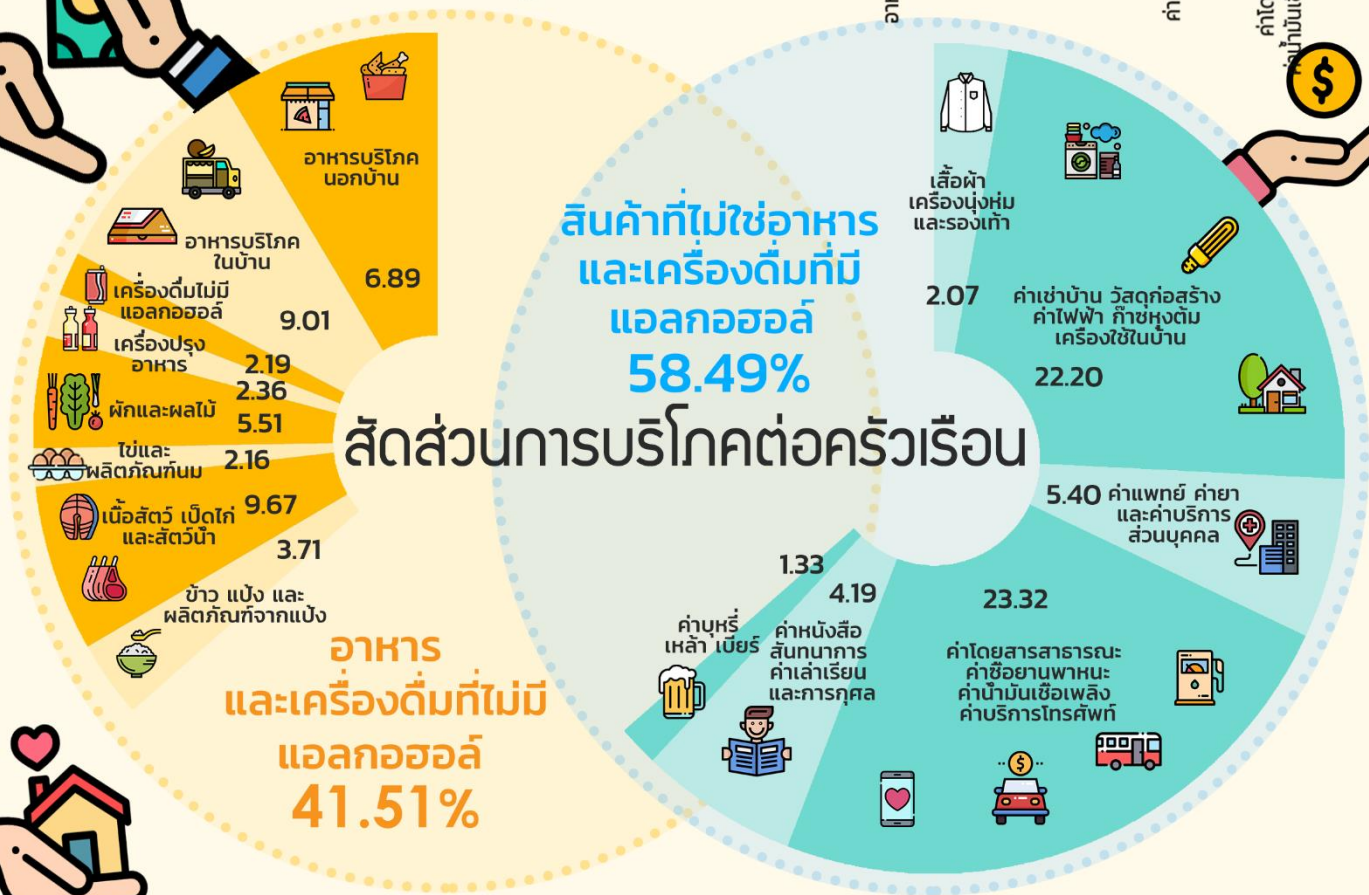 อาหารบริโภค
นอกบ้าน
6.89
อาหารบริโภค
ในบ้าน
9.01
เครื่องดื่มไม่มี
แอลกอฮอล์
2.19
เครื่องปรุง
อาหาร
2.36
ผักและผลไม้
5.51
ไข่และ
ผลิตภัณฑ์นม
2.16
เนื้อสัตว์ เป็ดไก่
และสัตว์น้ำ
9.67
3.71
ข้าว แป้ง และ
ผลิตภัณฑ์จากแป้ง
อาหาร
และเครื่องดื่มที่ไม่มี
แอลกอฮอล์
41.51%
สินค้าที่ไม่ใช่อาหาร
และเครื่องดื่มที่มี
แอลกอฮอล์
58.49%
สัดส่วนการบริโภคต่อครัวเรือน
เสื้อผ้า
เครื่องนุ่งห่ม
และรองเท้า
2.07
ค่าเช่าบ้าน วัสดุก่อสร้าง
ค่าไฟฟ้า ก๊าซหุงต้ม
เครื่องใช้ในบ้าน
22.20
5.40 ค่าแพทย์ ค่ายา
และค่าบริการ
ส่วนบุคคล
23.32
ค่าโดยสารสาธารณะ
ค่าซื้อยานพาหนะ
ค่าน้ำมันเชื้อเพลิง
ค่าบริการโทรศัพท์
4.19
ค่าหนังสือ
สันทนาการ
ค่าเล่าเรียน
และการกุศล
1.33
ค่าบุหรี่
เหล้า เบียร์